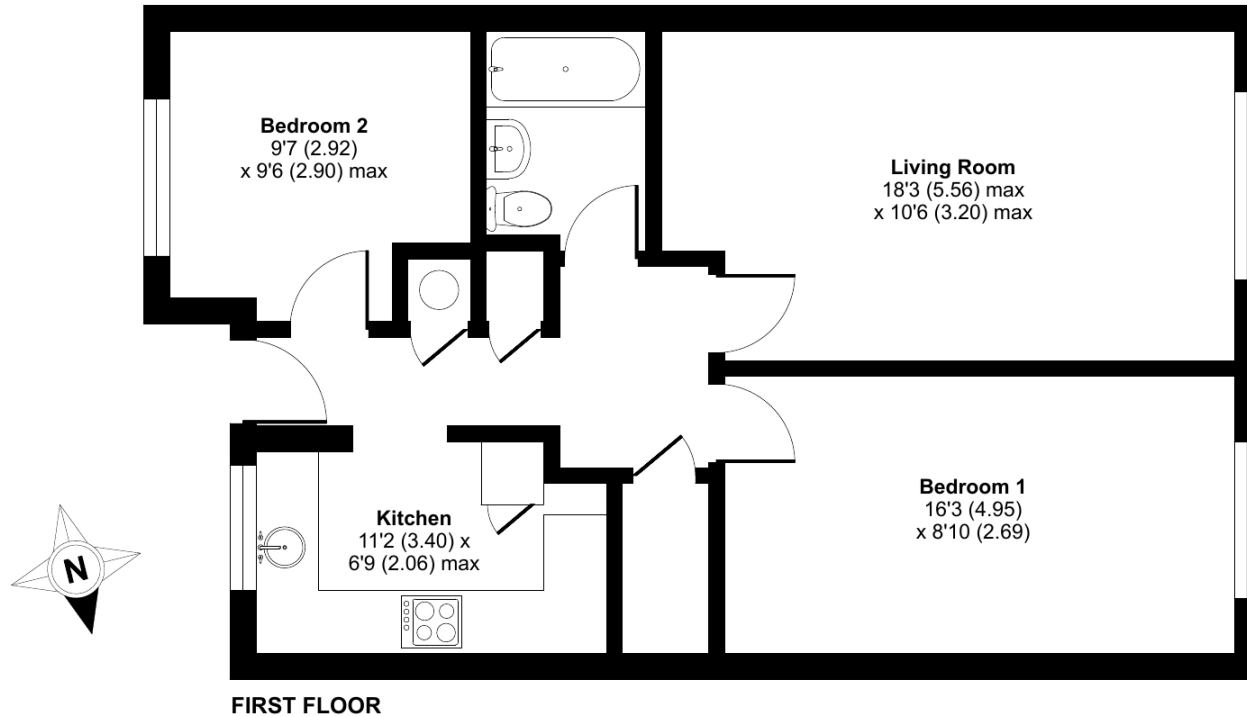 Bedroom 2
9'7 (2.92)
x 9'6 (2.90) max
Living Room
18'3 (5.56) max
x 10'6 (3.20) max
Kitchen
11'2 (3.40) x
6'9 (2.06) max
Bedroom 1
16'3 (4.95)
x 8'10 (2.69)
N
FIRST FLOOR